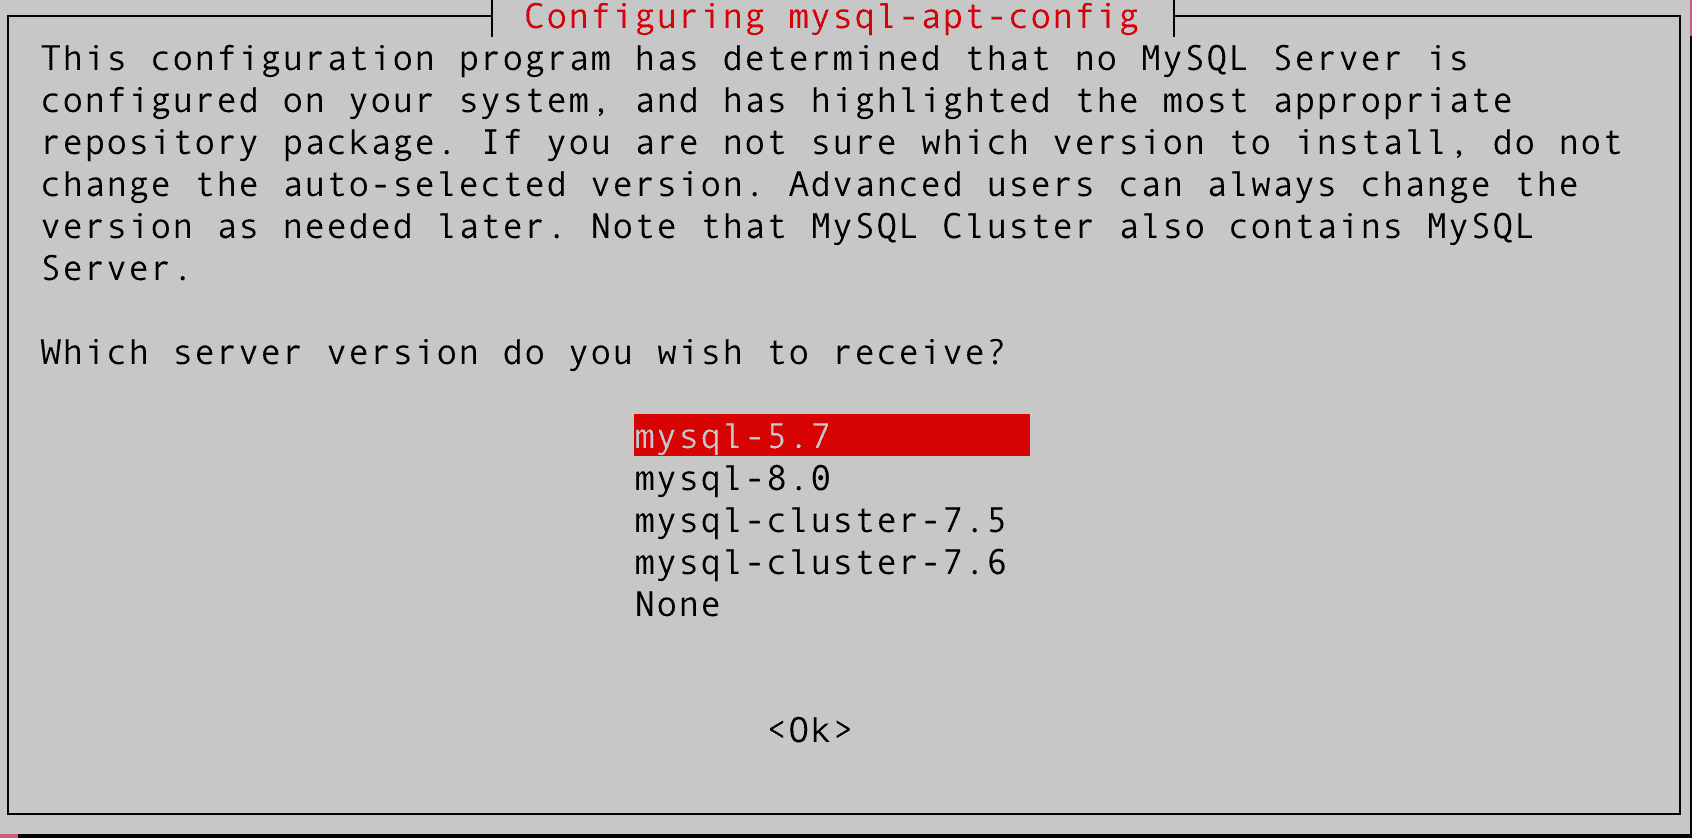 Configuring mysql-apt-config
This configuration program has determined that no MySQL Server is
configured on your system, and has highlighted the most appropriate
repository package. If you are not sure which version to install, do not
change the auto-selected version. Advanced users can always change the
version as needed later. Note that MySQL Cluster also contains MySQL
Server.
Which server version do you wish to receive?
mysql-5.7
mysql-8.0
mysql-cluster-7.5
mysql-cluster-7.6
None
<Ok>